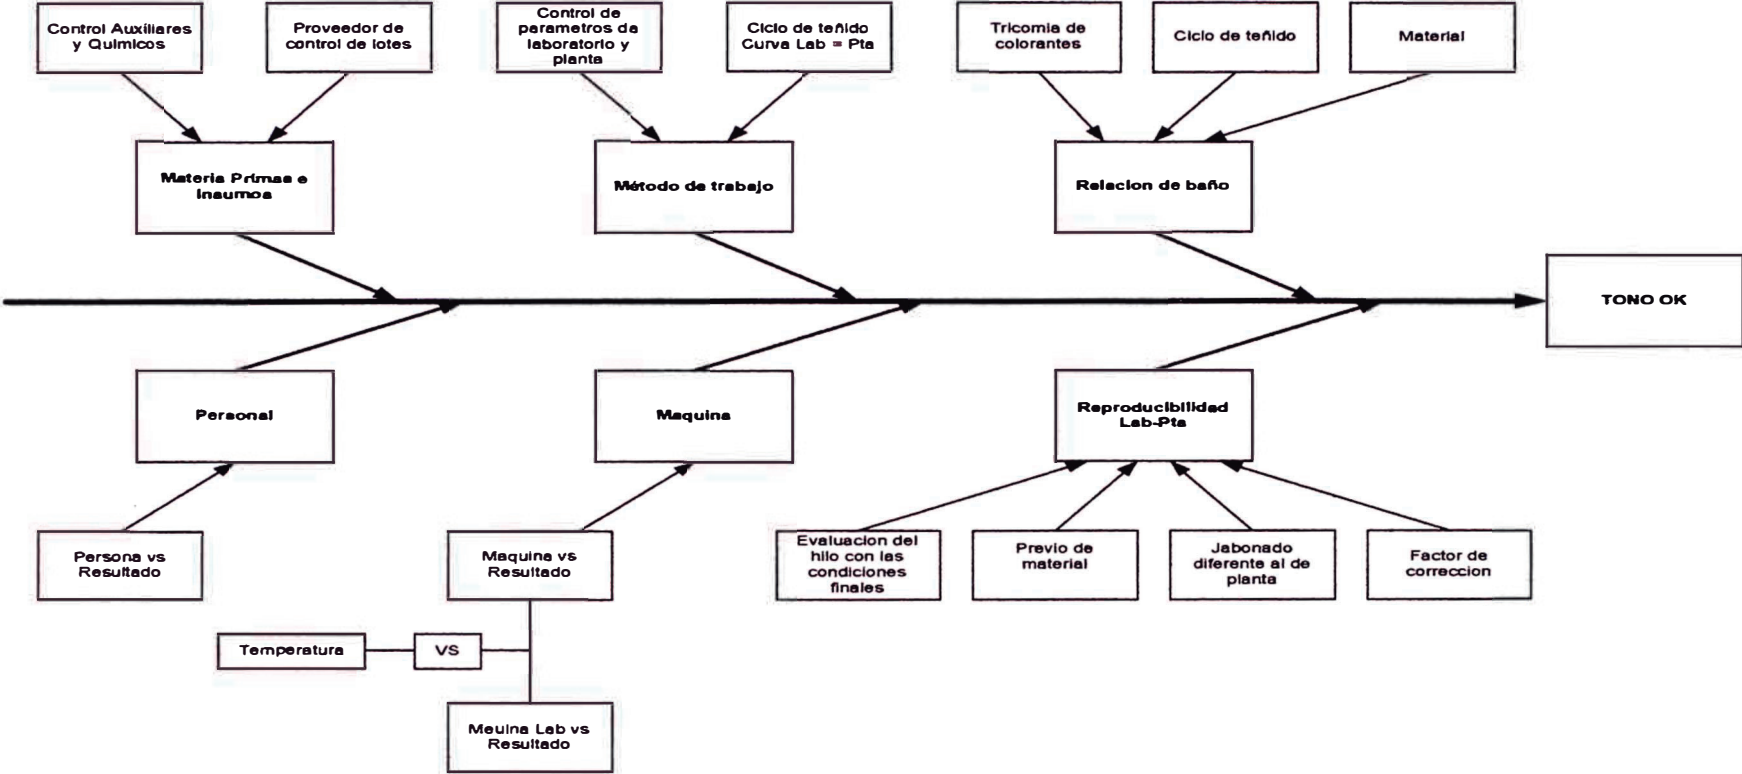 Control Auxiliares
y Quimicos
Proveedor de
control de lotes
Control de
parametros da
laboratorio y
planta
Ciclo de teñido
Curva Lab = Pta
Tricomia de
colorantes
Ciclo de teñido
Material
Materia Primas e
Insumos
Método de trabajo
Relacion de baño
TONO OK
Personal
Maquina
Reproducibilidad
Lab-Pta
Persona vs
Resultado
Maquina vs
Resultado
Evaluacion del
hilo con las
condiciones
finales
Previo de
material
Jabonado
diferente al de
planta
Factor de
correccion
Temperatura
VS
Lab vs
Resultado